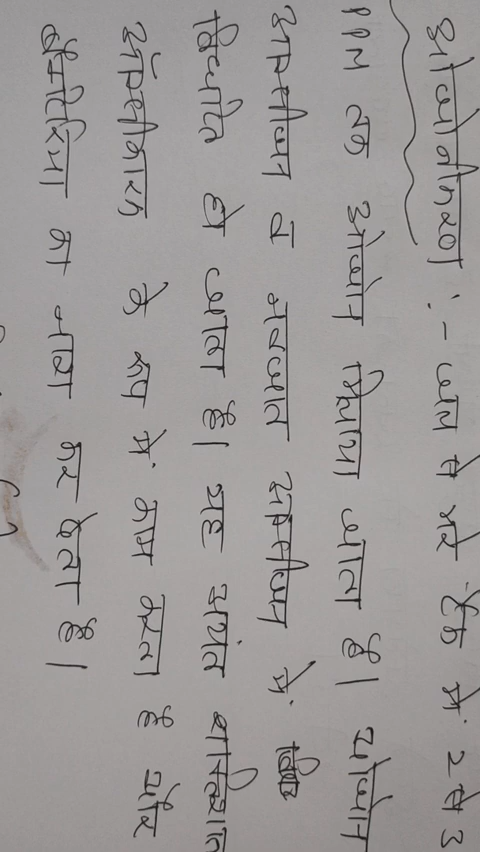 ओजोनीकरण :- जल से भरे टैंक में 2 से 3
PPM तक ओजोन मिलाया जाता है। ओजोन
आक्सीजन व नवजात आक्सीजन में
वियोजित हो जाता है। यह अत्यंत शक्तिशाली
ऑक्सीकारक के रूप में काम करता है और
बैक्टीरिया का नाश कर देता है।